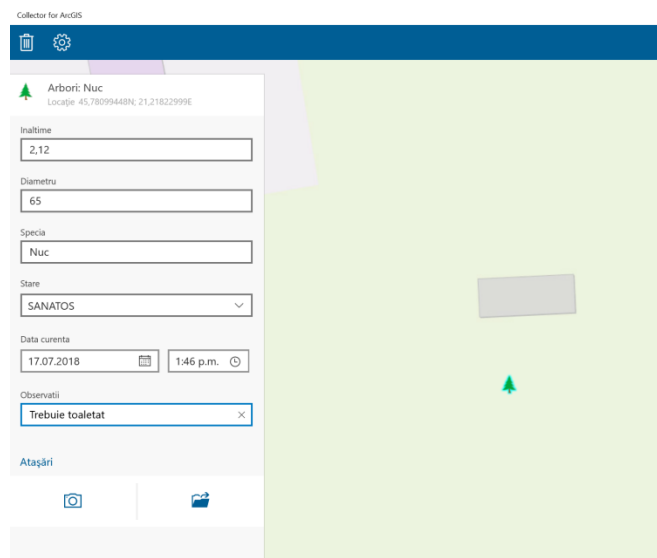 Collector for ArcGIS
Arbori: Nuc
Locație 45,78099448N; 21,21822999E
Inaltime
2,12
Diametru
65
Specia
Nuc
Stare
SANATOS
Data curenta
17.07.2018 1:46 p.m.
Observatii
Trebuie toaletat
Atașări